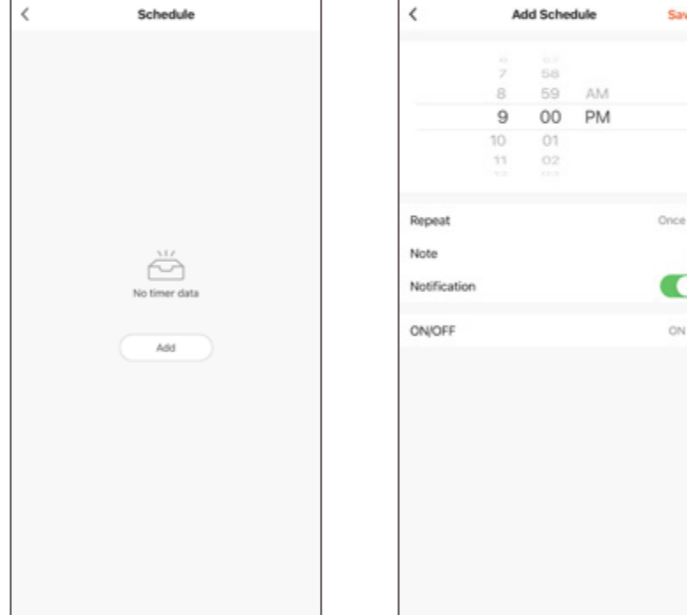 Schedule
No timer data
Add
Add Schedule
Sav
7 58
8 59 AM
9 00 PM
10 01
11 02
Repeat Once
Note
Notification
ON/OFF ON